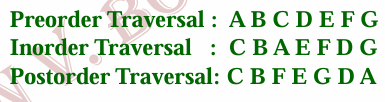 Preorder Traversal : A B C D E F G
Inorder Traversal : C B A E F D G
Postorder Traversal: C B F E G D A